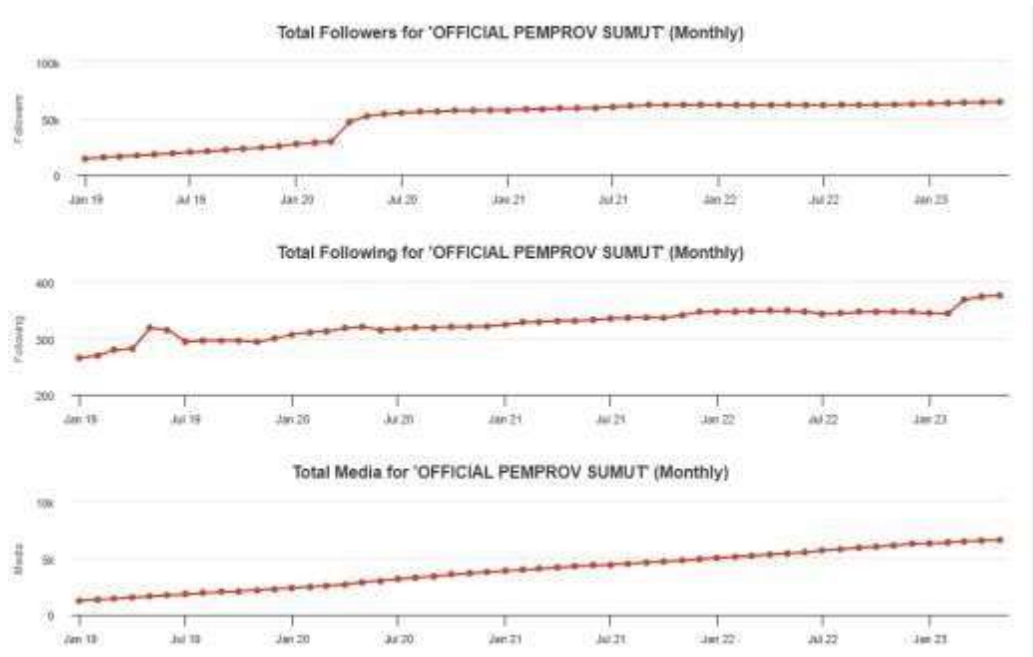 Total Followers for 'OFFICIAL PEMPROV SUMUT' (Monthly)
100k
Followers
50k
0
Jan 19 Jul 19 Jan 20 Jul 20 Jan 21 Jul 21 Jan 22 Jul 22 Jan 23
Total Following for 'OFFICIAL PEMPROV SUMUT' (Monthly)
400
Following
300
200
Jan 19 Jul 19 Jan 20 Jul 20 Jan 21 Jul 21 Jan 22 Jul 22 Jan 23
Total Media for 'OFFICIAL PEMPROV SUMUT' (Monthly)
10k
Media
5k
0
Jan 19 Jul 19 Jan 20 Jul 20 Jan 21 Jul 21 Jan 22 Jul 22 Jan 23